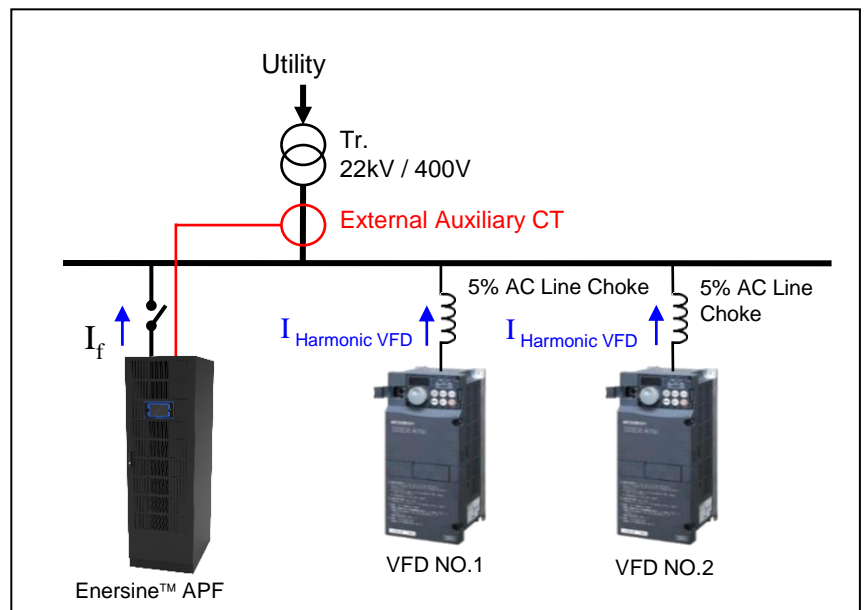 Utility
Tr.
22kV / 400V
External Auxiliary CT
5% AC Line Choke
5% AC Line
Choke
I f
I Harmonic VFD
I Harmonic VFD
VFD NO.1
VFD NO.2
Enersine™ APF